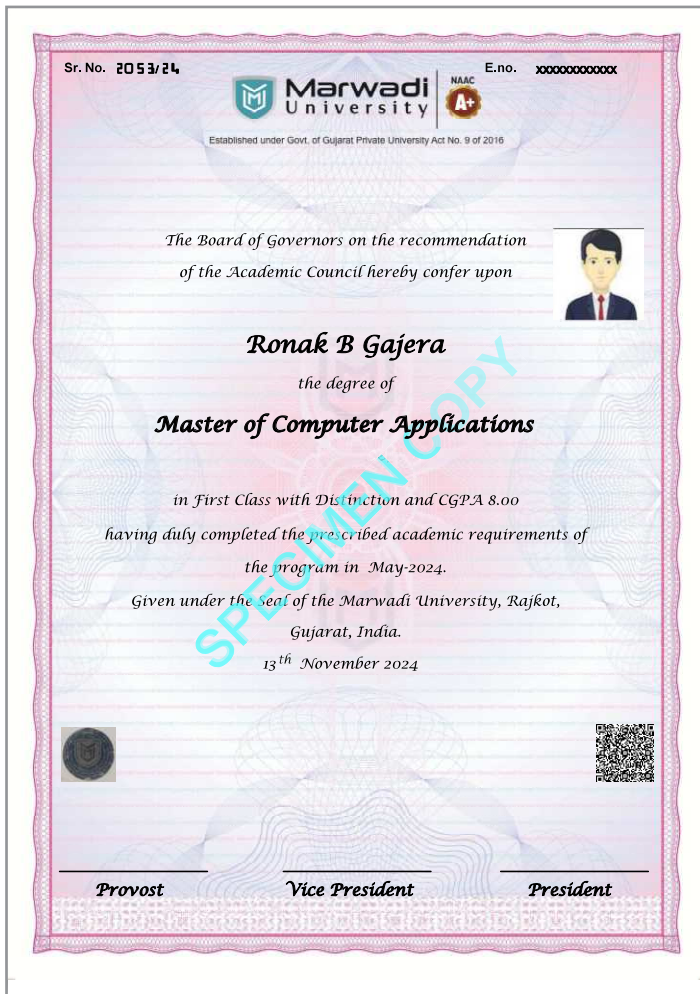 Sr. No. 2053/24
E.no. xxxxxxxxxxxx
Marwadi
University
NAAC
A+
Established under Govt. of Gujarat Private University Act No. 9 of 2016
The Board of Governors on the recommendation
of the Academic Council hereby confer upon
Ronak B Gajera
the degree of
Master of Computer Applications
in First Class with Distinction and CGPA 8.00
having duly completed the prescribed academic requirements of
the program in May-2024.
Given under the Seal of the Marwadi University, Rajkot,
Gujarat, India.
13th November 2024
SPECIMEN COPY
Provost
Vice President
President